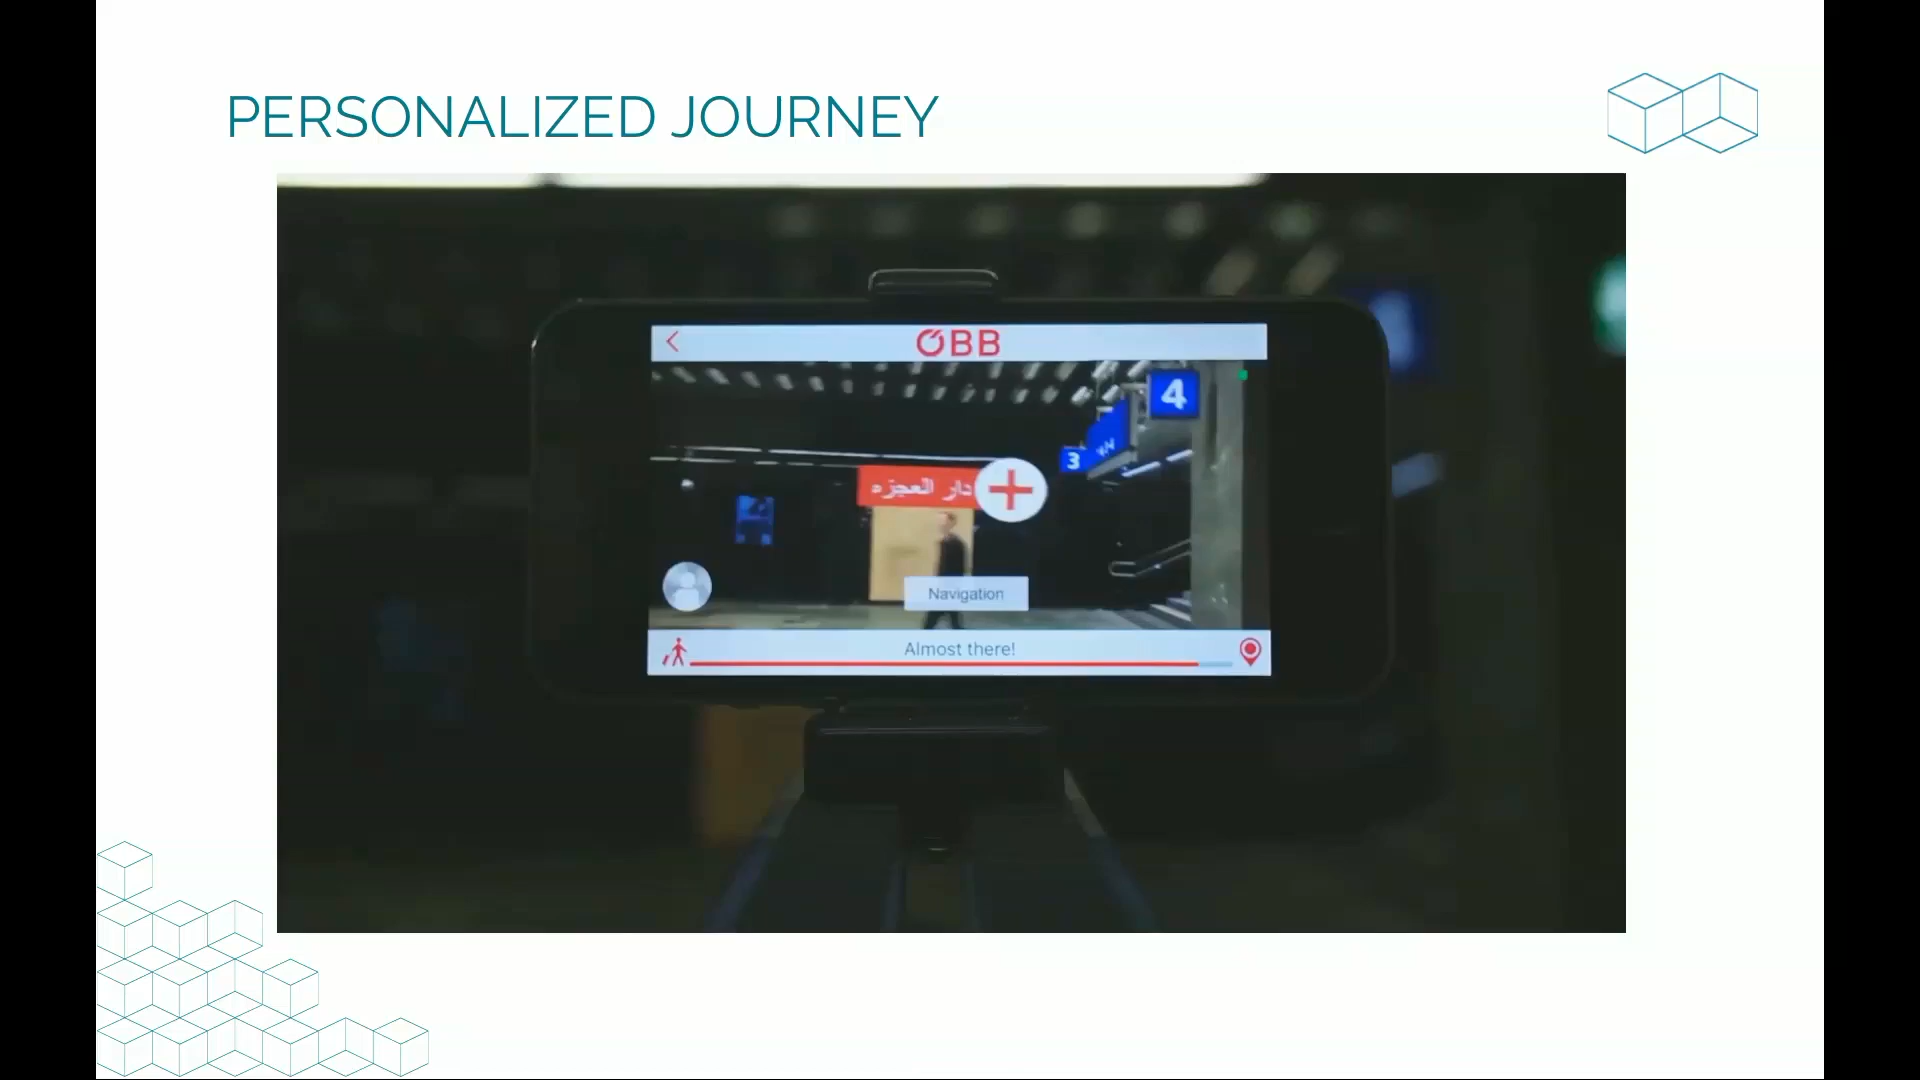 PERSONALIZED JOURNEY
ÖBB
4
3
دار العجزه
Navigation
Almost there!